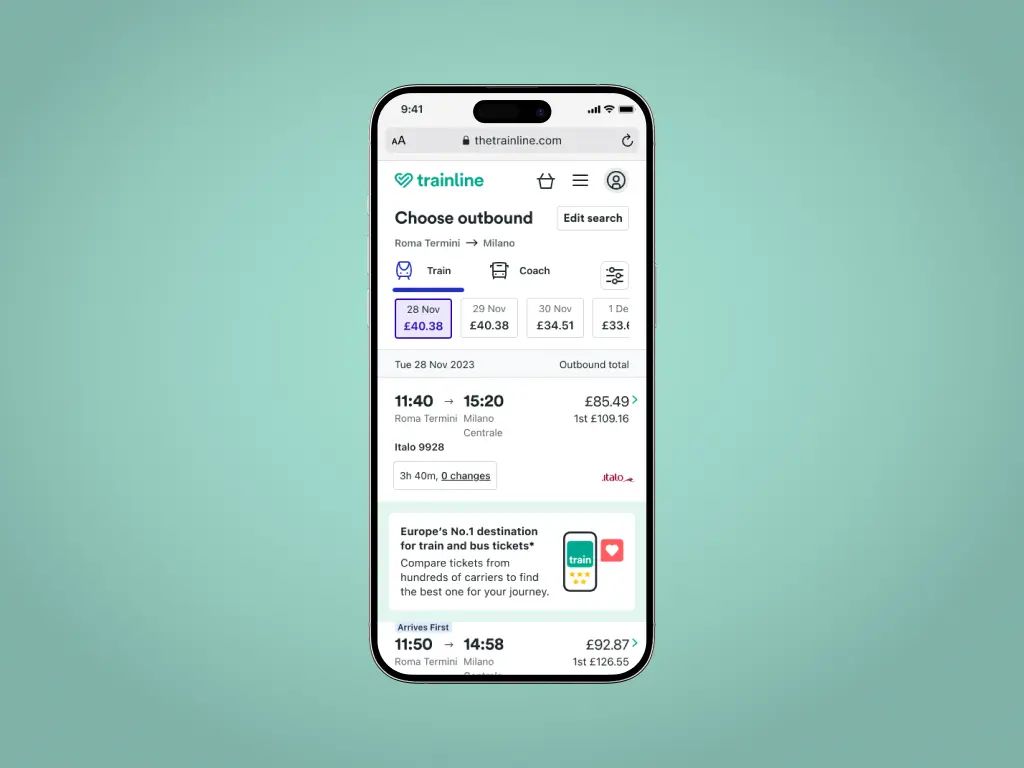 9:41
AA thetrainline.com
trainline
Choose outbound Edit search
Roma Termini → Milano
Train Coach
28 Nov 29 Nov 30 Nov 1 De
£40.38 £40.38 £34.51 £33.6
Tue 28 Nov 2023 Outbound total
11:40 → 15:20 £85.49
Roma Termini Milano 1st £109.16
Centrale
Italo 9928
3h 40m, 0 changes italo
Europe's No.1 destination
for train and bus tickets*
Compare tickets from
hundreds of carriers to find
the best one for your journey.
train
Arrives First
11:50 → 14:58 £92.87
Roma Termini Milano 1st £126.55
Centrale